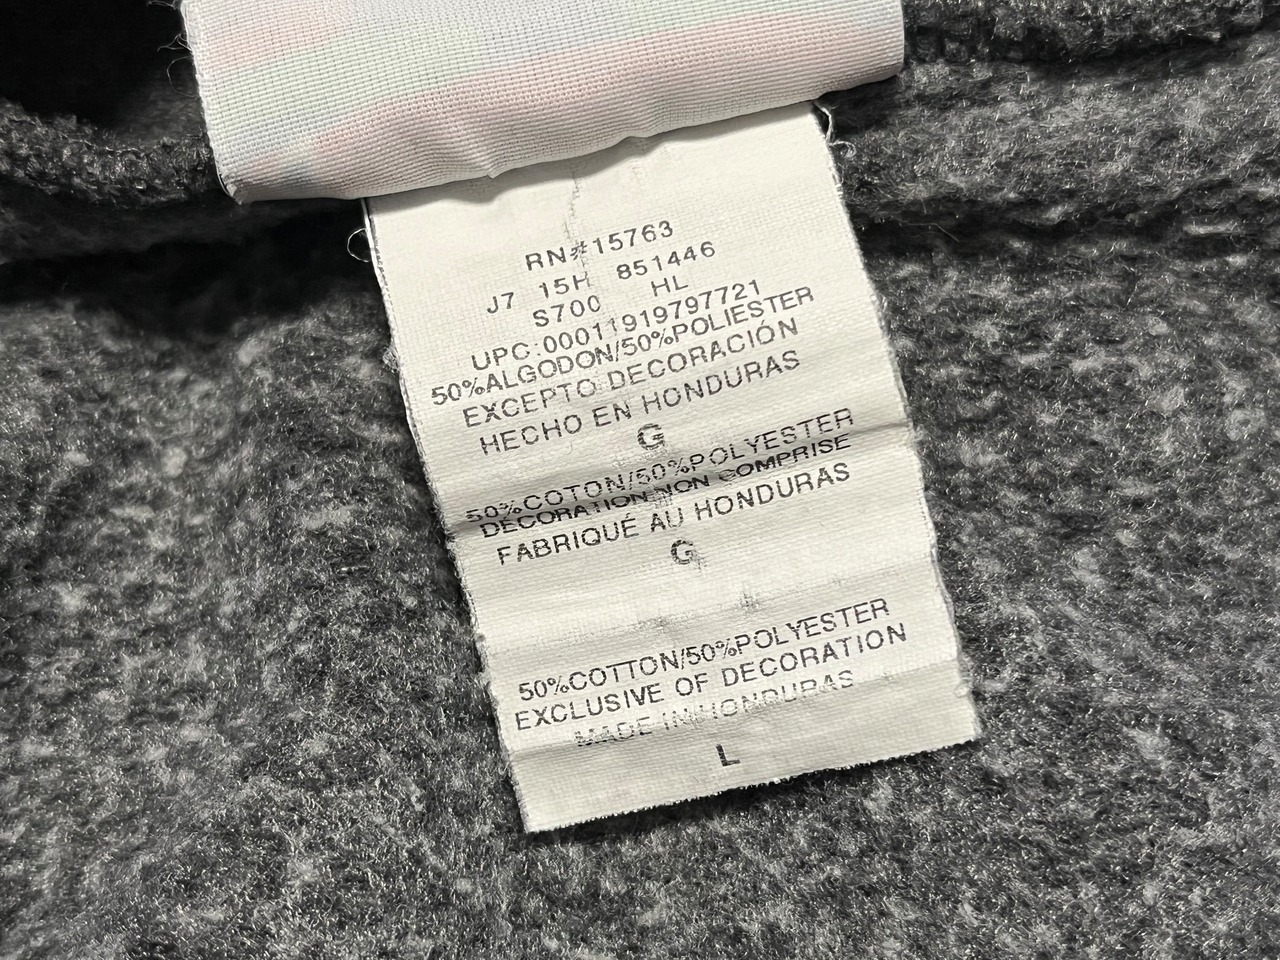 RN#15763
J7 15H 851446
S700 HL
UPC:00011919797721
50%ALGODON/50%POLIESTER
EXCEPTO DECORACIÓN
HECHO EN HONDURAS
G
50%COTON/50%POLYESTER
DÉCORATION NON COMPRISE
FABRIQUÉ AU HONDURAS
G
50%COTTON/50%POLYESTER
EXCLUSIVE OF DECORATION
MADE IN HONDURAS
L